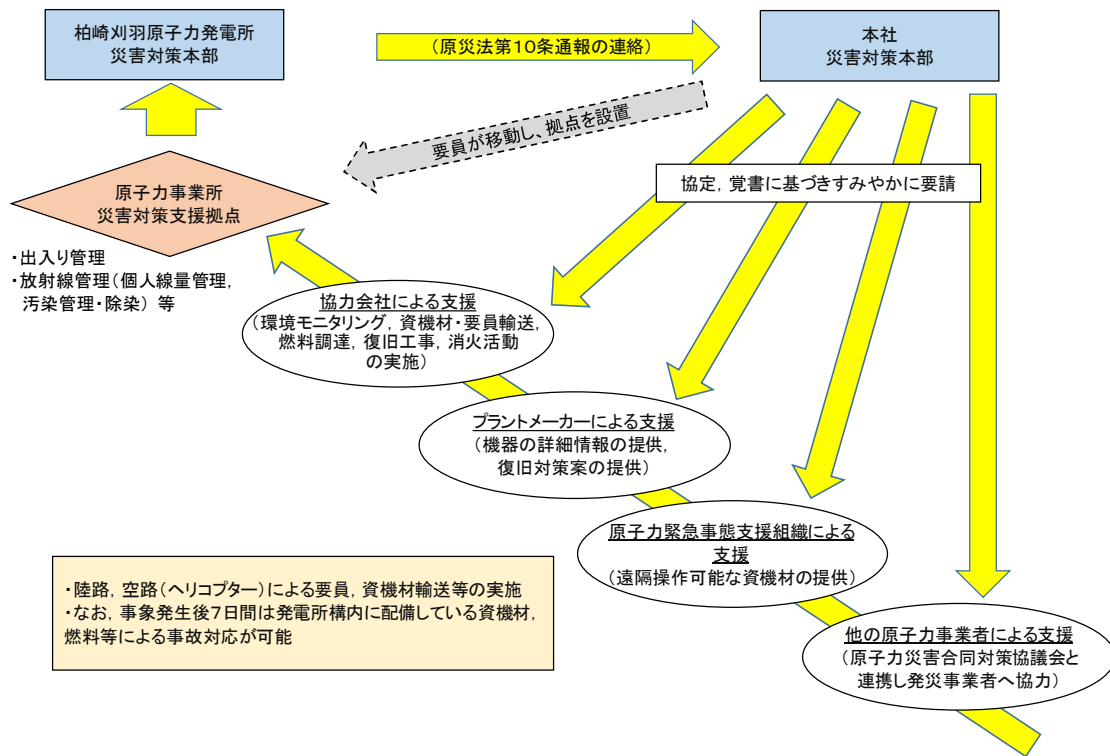 柏崎刈羽原子力発電所
災害対策本部
(原災法第10条通報の連絡)
本社
災害対策本部
要員が移動し、拠点を設置
協定，覚書に基づきすみやかに要請
原子力事業所
災害対策支援拠点
・出入り管理
・放射線管理(個人線量管理，
汚染管理・除染) 等
協力会社による支援
(環境モニタリング，資機材・要員輸送，
燃料調達，復旧工事，消火活動
の実施)
プラントメーカーによる支援
(機器の詳細情報の提供，
復旧対策案の提供)
原子力緊急事態支援組織による
支援
(遠隔操作可能な資機材の提供)
他の原子力事業者による支援
(原子力災害合同対策協議会と
連携し発災事業者へ協力)
・陸路，空路(ヘリコプター)による要員，資機材輸送等の実施
・なお，事象発生後7日間は発電所構内に配備している資機材，
燃料等による事故対応が可能